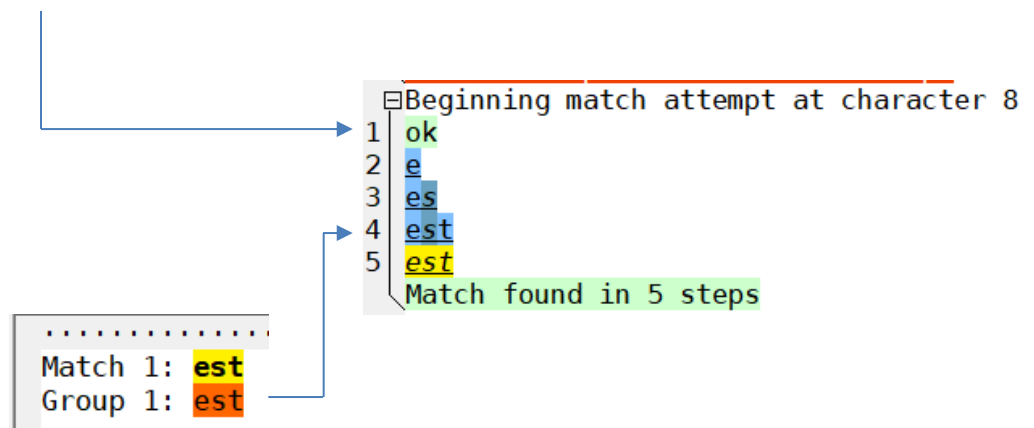 Beginning match attempt at character 8
1 ok
2 e
3 es
4 est
5 est
Match found in 5 steps
..............
Match 1: est
Group 1: est